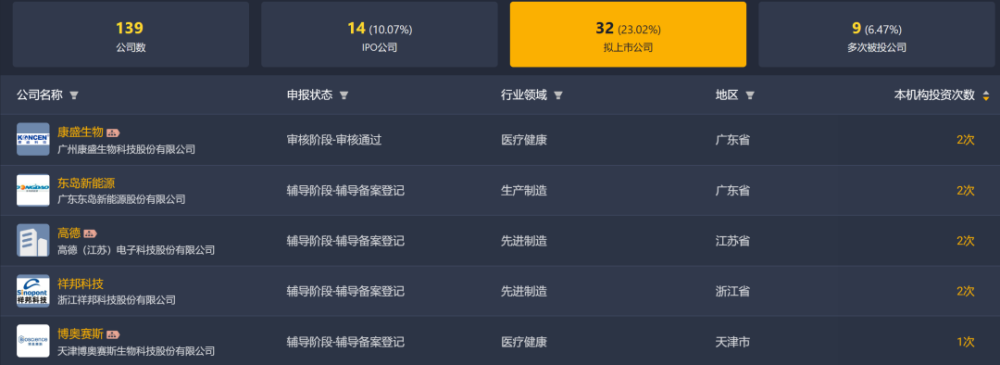 139
公司数
14 (10.07%)
IPO公司
32 (23.02%)
拟上市公司
9 (6.47%)
多次被投公司
公司名称 申报状态 行业领域 地区 本机构投资次数
康盛生物
广州康盛生物科技股份有限公司
审核阶段-审核通过 医疗健康 广东省 2次
KONCEN
东岛新能源
广东东岛新能源股份有限公司
辅导阶段-辅导备案登记 生产制造 广东省 2次
DONGDAO
高德
高德（江苏）电子科技股份有限公司
辅导阶段-辅导备案登记 先进制造 江苏省 2次
祥邦科技
浙江祥邦科技股份有限公司
辅导阶段-辅导备案登记 先进制造 浙江省 2次
Sinopont
祥邦科技
博奥赛斯
天津博奥赛斯生物科技股份有限公司
辅导阶段-辅导备案登记 医疗健康 天津市 1次